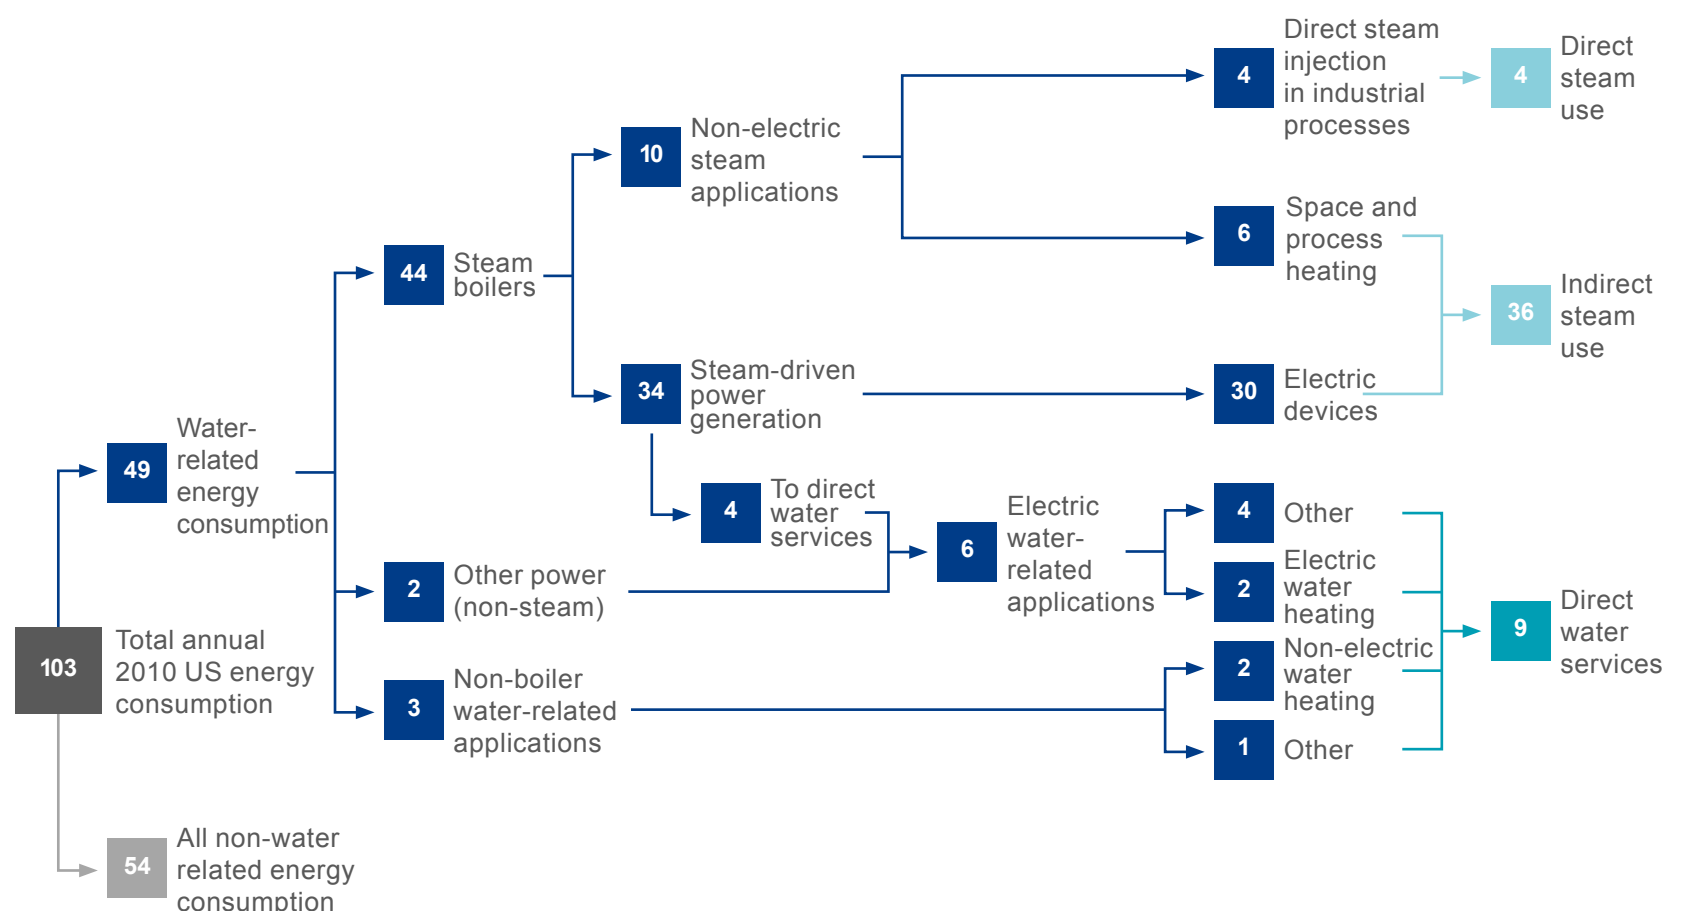 103
Total annual
2010 US energy
consumption
49
Water-
related
energy
consumption
54
All non-water
related energy
consumption
44
Steam
boilers
2
Other power
(non-steam)
3
Non-boiler
water-related
applications
10
Non-electric
steam
applications
34
Steam-driven
power
generation
4
To direct
water
services
6
Electric
water-
related
applications
4
Direct steam
injection
in industrial
processes
6
Space and
process
heating
30
Electric
devices
4
Other
2
Electric
water
heating
2
Non-electric
water
heating
1
Other
4
Direct
steam
use
36
Indirect
steam
use
9
Direct
water
services